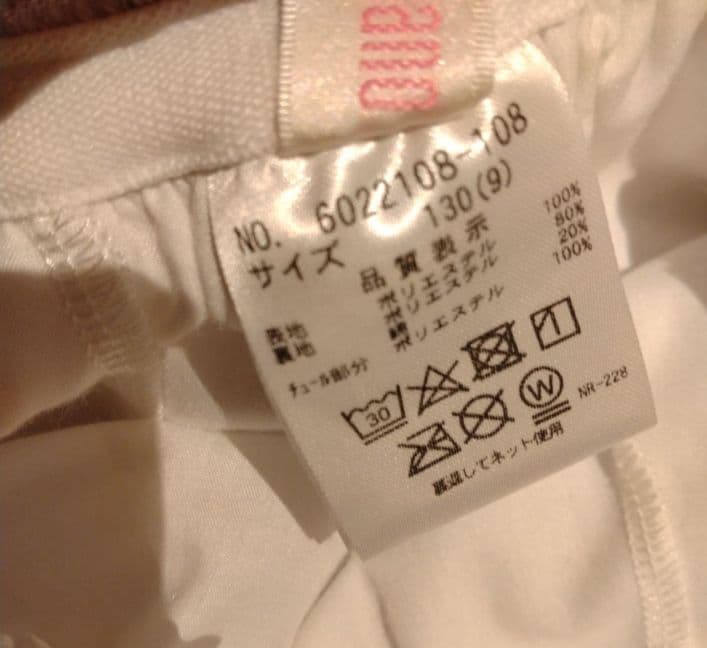 NO. 6022108-108
サイズ 130(9)
品質表示
表地 ポリエステル 100%
裏地 ポリエステル 80%
綿 20%
チュール部分 ポリエステル 100%
30
W
裏返してネット使用
NR-228